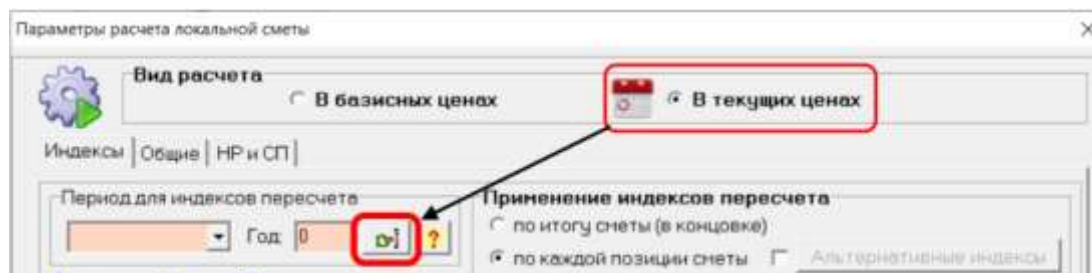 Параметры расчета локальной сметы
Вид расчета
В базисных ценах
В текущих ценах
Индексы Общие НР и СП
Период для индексов пересчета
Год: 0 ?
Применение индексов пересчета
по итогу сметы (в концовке)
по каждой позиции сметы Альтернативные индексы